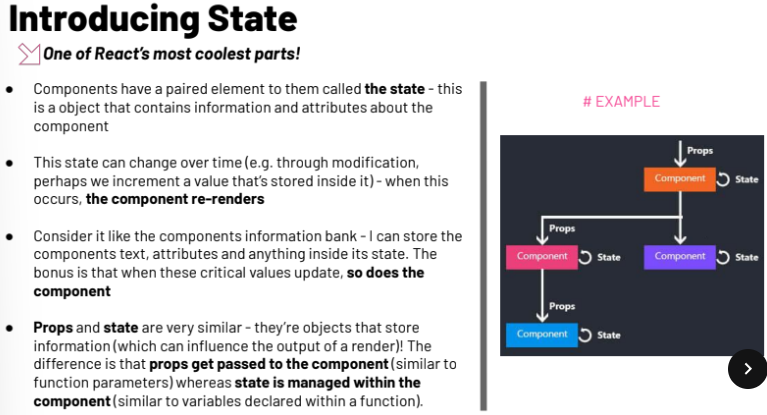 Introducing State
One of React's most coolest parts!
● Components have a paired element to them called the state - this
is a object that contains information and attributes about the
component
● This state can change over time (e.g. through modification,
perhaps we increment a value that's stored inside it) - when this
occurs, the component re-renders
● Consider it like the components information bank - I can store the
components text, attributes and anything inside its state. The
bonus is that when these critical values update, so does the
component
● Props and state are very similar - they're objects that store
information (which can influence the output of a render)! The
difference is that props get passed to the component (similar to
function parameters) whereas state is managed within the
component (similar to variables declared within a function).
# EXAMPLE
Props
Component State
Props
Component State Component State
Props
Component State